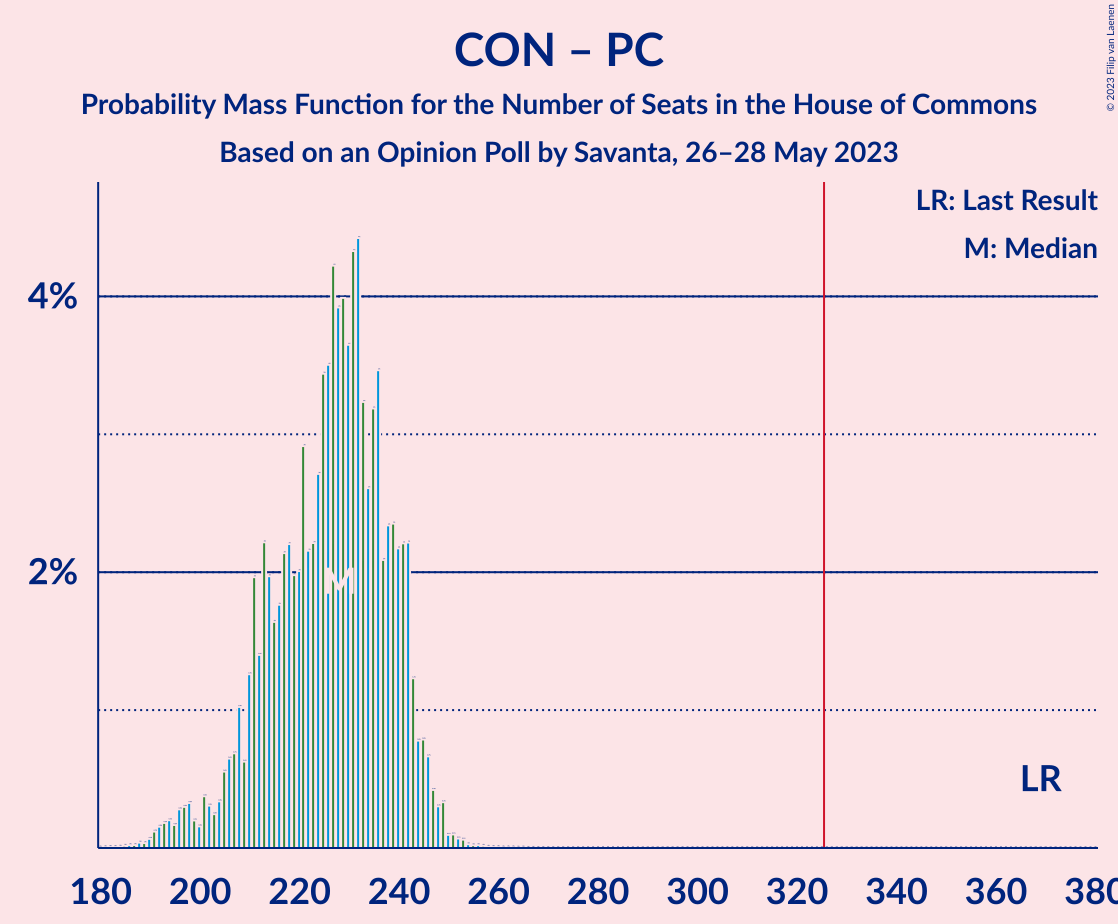 CON – PC
Probability Mass Function for the Number of Seats in the House of Commons
Based on an Opinion Poll by Savanta, 26–28 May 2023
© 2023 Filip van Laenen
LR: Last Result
M: Median
4%
2%
M
LR
180 200 220 240 260 280 300 320 340 360 380